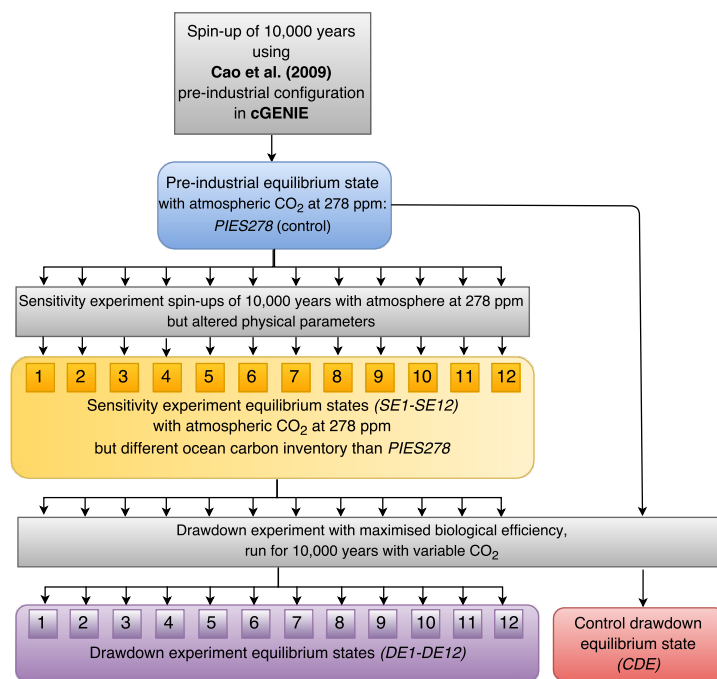 Spin-up of 10,000 years
using
Cao et al. (2009)
pre-industrial configuration
in cGENIE
Pre-industrial equilibrium state
with atmospheric CO2 at 278 ppm:
PIES278 (control)
Sensitivity experiment spin-ups of 10,000 years with atmosphere at 278 ppm
but altered physical parameters
1 2 3 4 5 6 7 8 9 10 11 12
Sensitivity experiment equilibrium states (SE1-SE12)
with atmospheric CO2 at 278 ppm
but different ocean carbon inventory than PIES278
Drawdown experiment with maximised biological efficiency,
run for 10,000 years with variable CO2
1 2 3 4 5 6 7 8 9 10 11 12
Drawdown experiment equilibrium states (DE1-DE12)
Control drawdown
equilibrium state
(CDE)